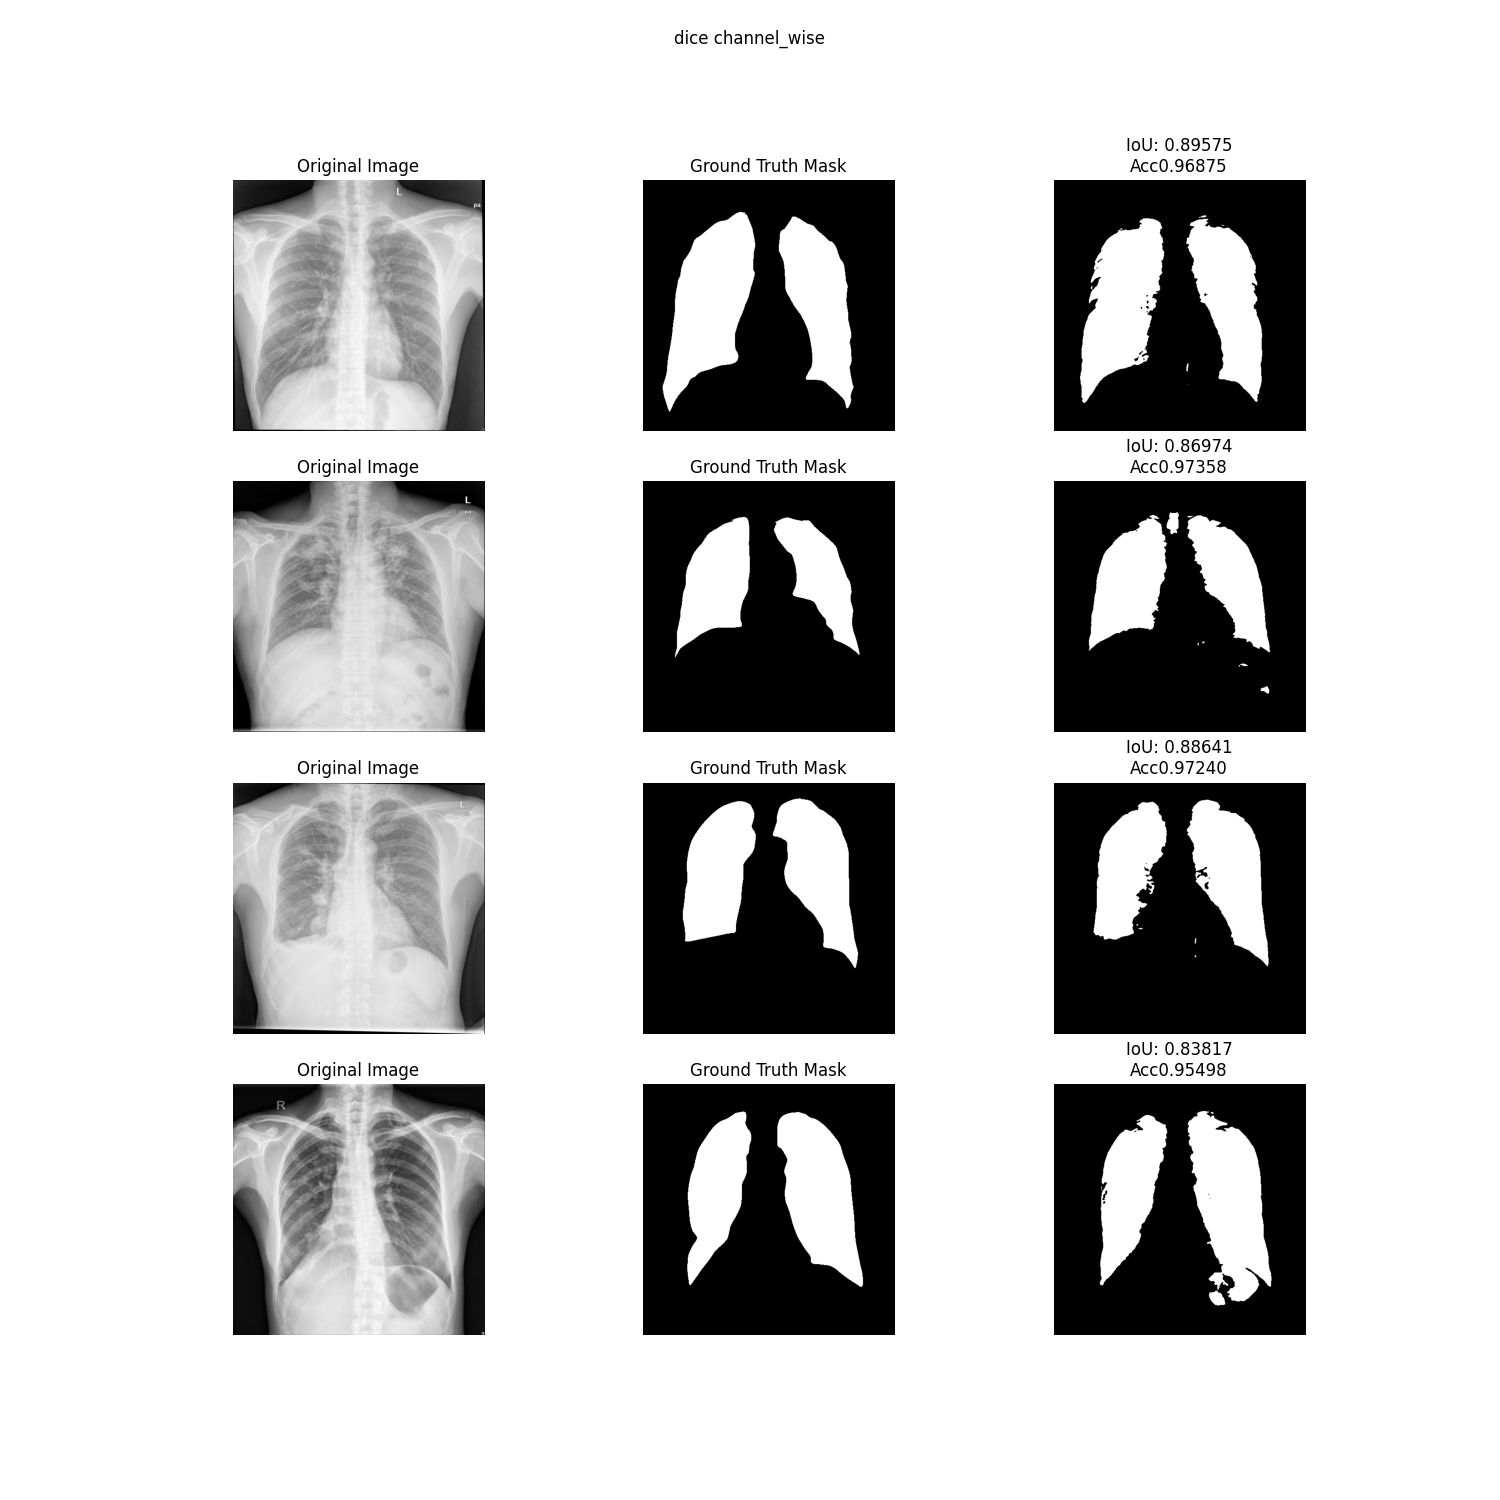 dice channel_wise
Original Image
Ground Truth Mask
IoU: 0.89575
Acc0.96875
L
pa
Original Image
Ground Truth Mask
IoU: 0.86974
Acc0.97358
L
Original Image
Ground Truth Mask
IoU: 0.88641
Acc0.97240
L
Original Image
Ground Truth Mask
IoU: 0.83817
Acc0.95498
R